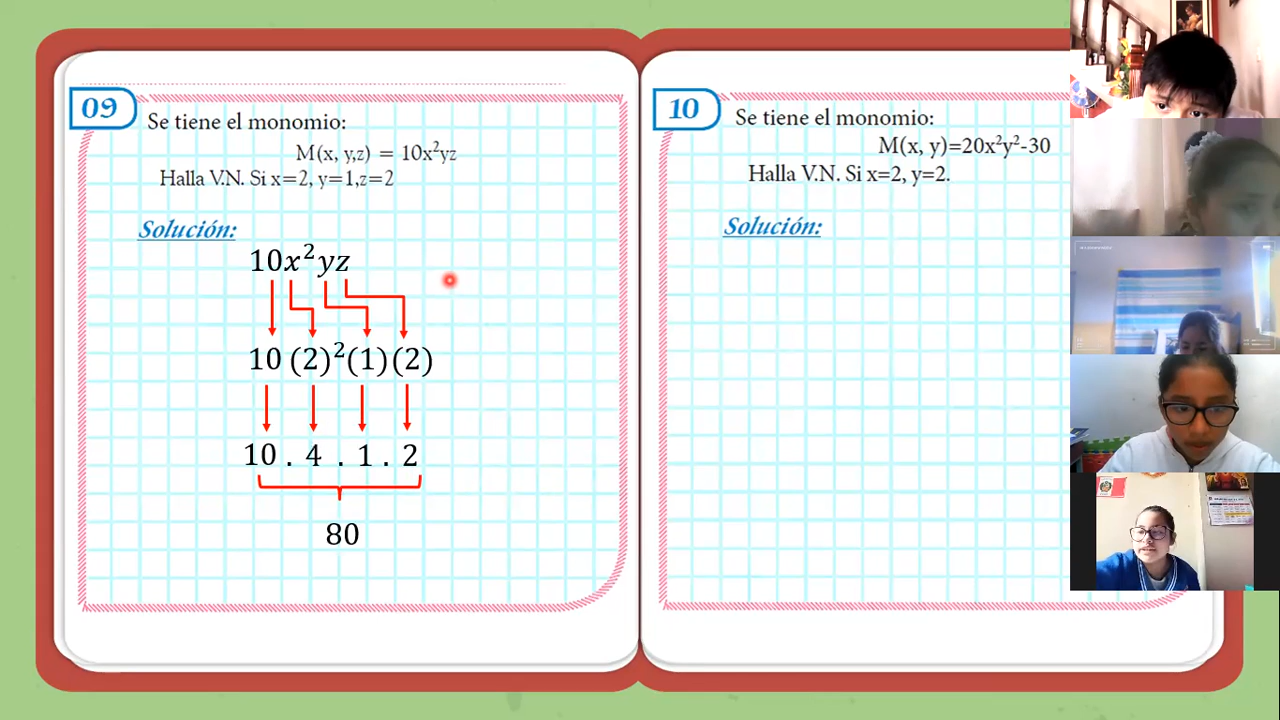 09
Se tiene el monomio:
M(x, y,z) = 10x²yz
Halla V.N. Si x=2, y=1,z=2
Solución:
10x²yz
10 (2)²(1)(2)
10 . 4 . 1 . 2
80
10
Se tiene el monomio:
M(x, y)=20x²y²-30
Halla V.N. Si x=2, y=2.
Solución: